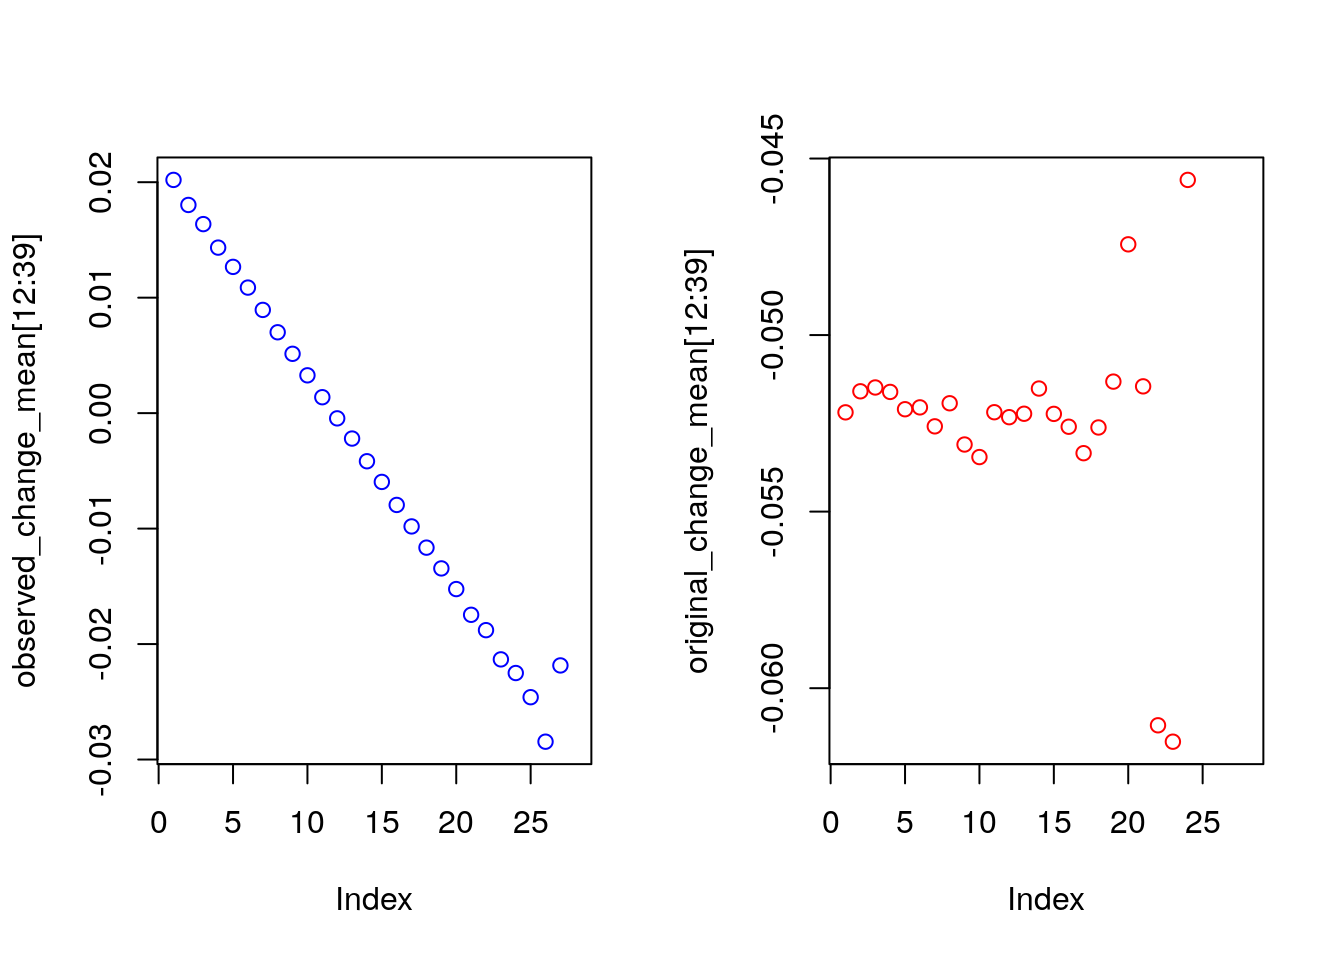 observed_change_mean[12:39]
0.02
0.01
0.00
-0.01
-0.02
-0.03
0 5 10 15 20 25
Index
original_change_mean[12:39]
-0.045
-0.050
-0.055
-0.060
0 5 10 15 20 25
Index